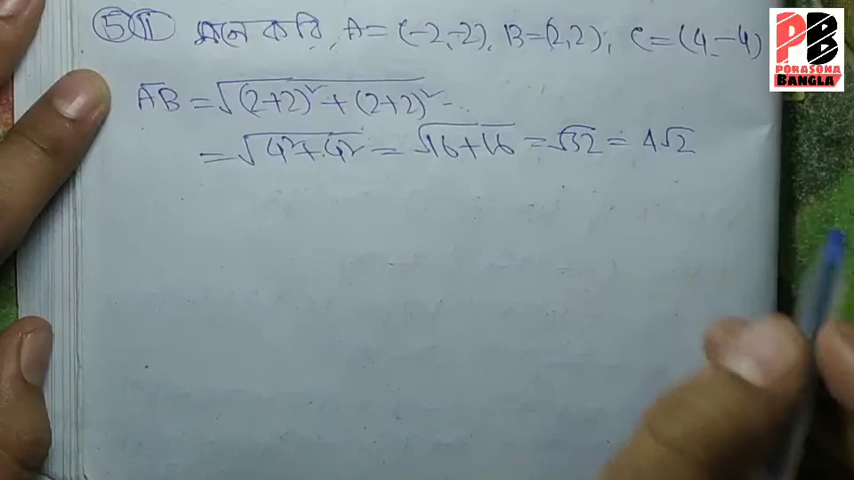 PB
PORASONA
BANGLA
5 II মনে করি, A = (-2,-2), B = (2,2), C = (4,-4)
AB = √(2+2)² + (2+2)²
= √4²+4² = √16+16 = √32 = 4√2